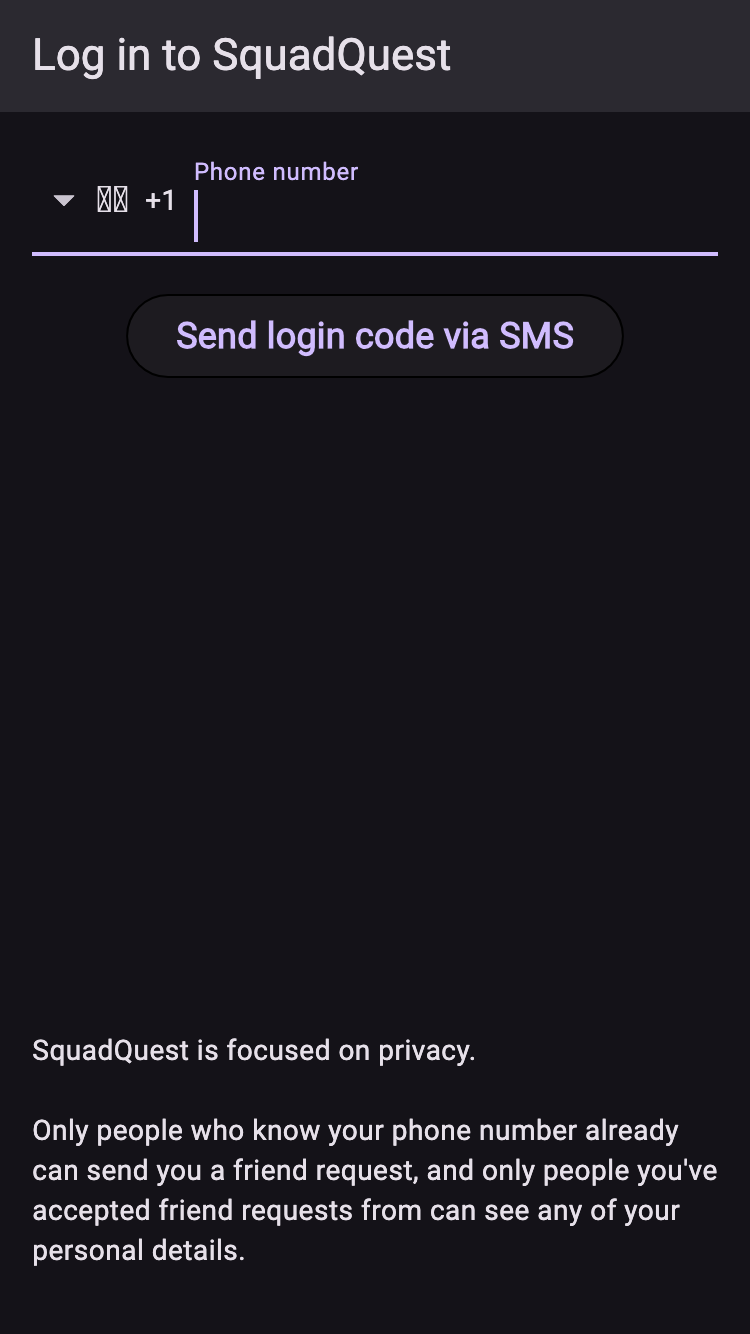 Log in to SquadQuest
Phone number
+1
Send login code via SMS
SquadQuest is focused on privacy.
Only people who know your phone number already
can send you a friend request, and only people you've
accepted friend requests from can see any of your
personal details.